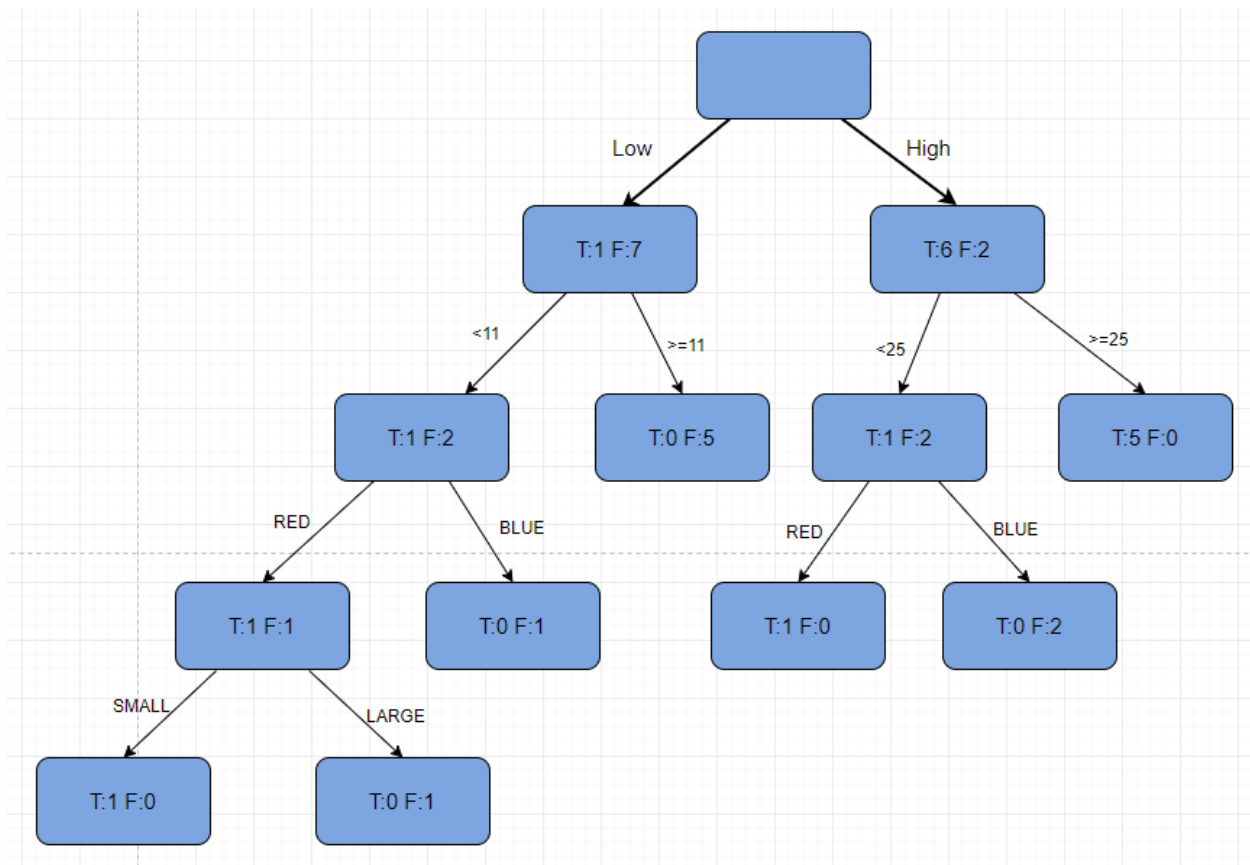 Low
High
T:1 F:7
T:6 F:2
<11
>=11
<25
>=25
T:1 F:2
T:0 F:5
T:1 F:2
T:5 F:0
RED
BLUE
RED
BLUE
T:1 F:1
T:0 F:1
T:1 F:0
T:0 F:2
SMALL
LARGE
T:1 F:0
T:0 F:1